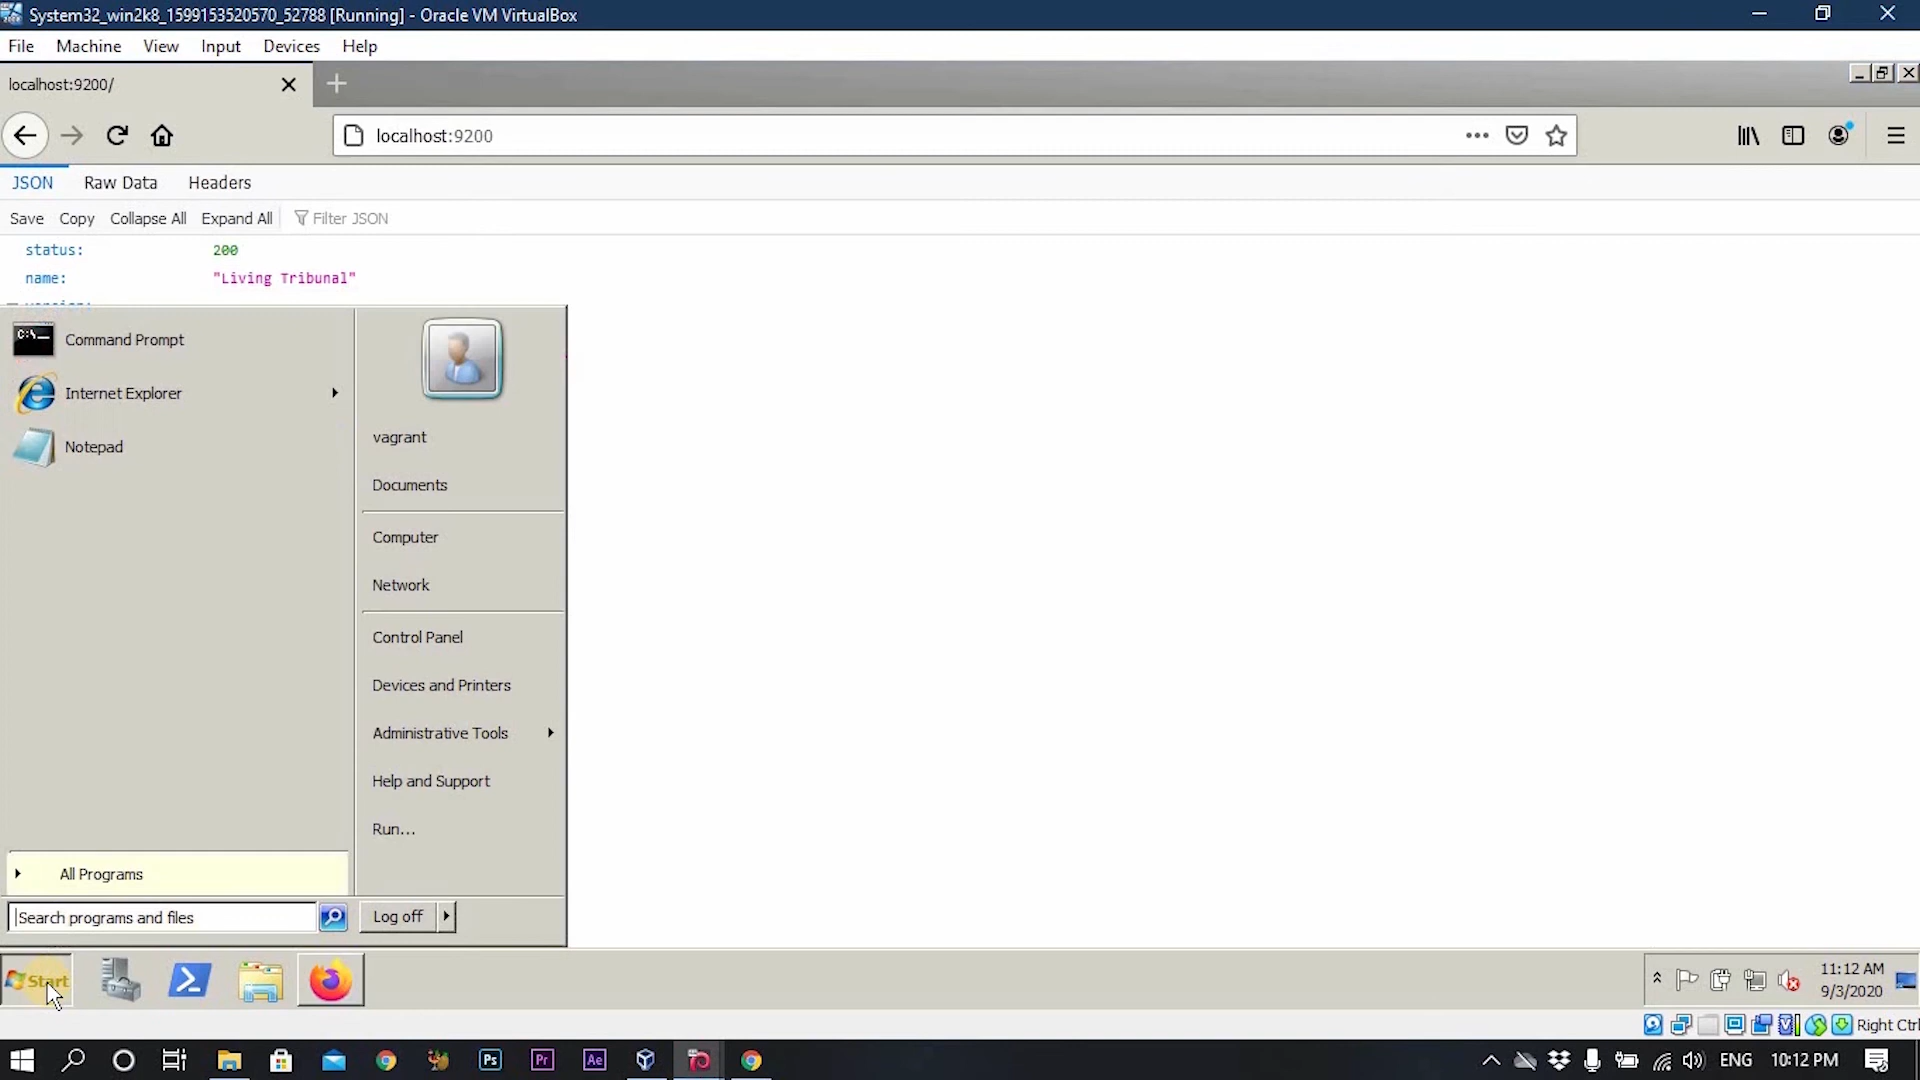 System32_win2k8_1599153520570_52788 [Running] - Oracle VM VirtualBox
File Machine View Input Devices Help
localhost:9200/
localhost:9200
JSON Raw Data Headers
Save Copy Collapse All Expand All Filter JSON
status: 200
name: "Living Tribunal"
Command Prompt
Internet Explorer
Notepad
vagrant
Documents
Computer
Network
Control Panel
Devices and Printers
Administrative Tools
Help and Support
Run...
All Programs
Search programs and files
Log off
Start
11:12 AM
9/3/2020
Right Ctrl
Ps Pr Ae
ENG 10:12 PM